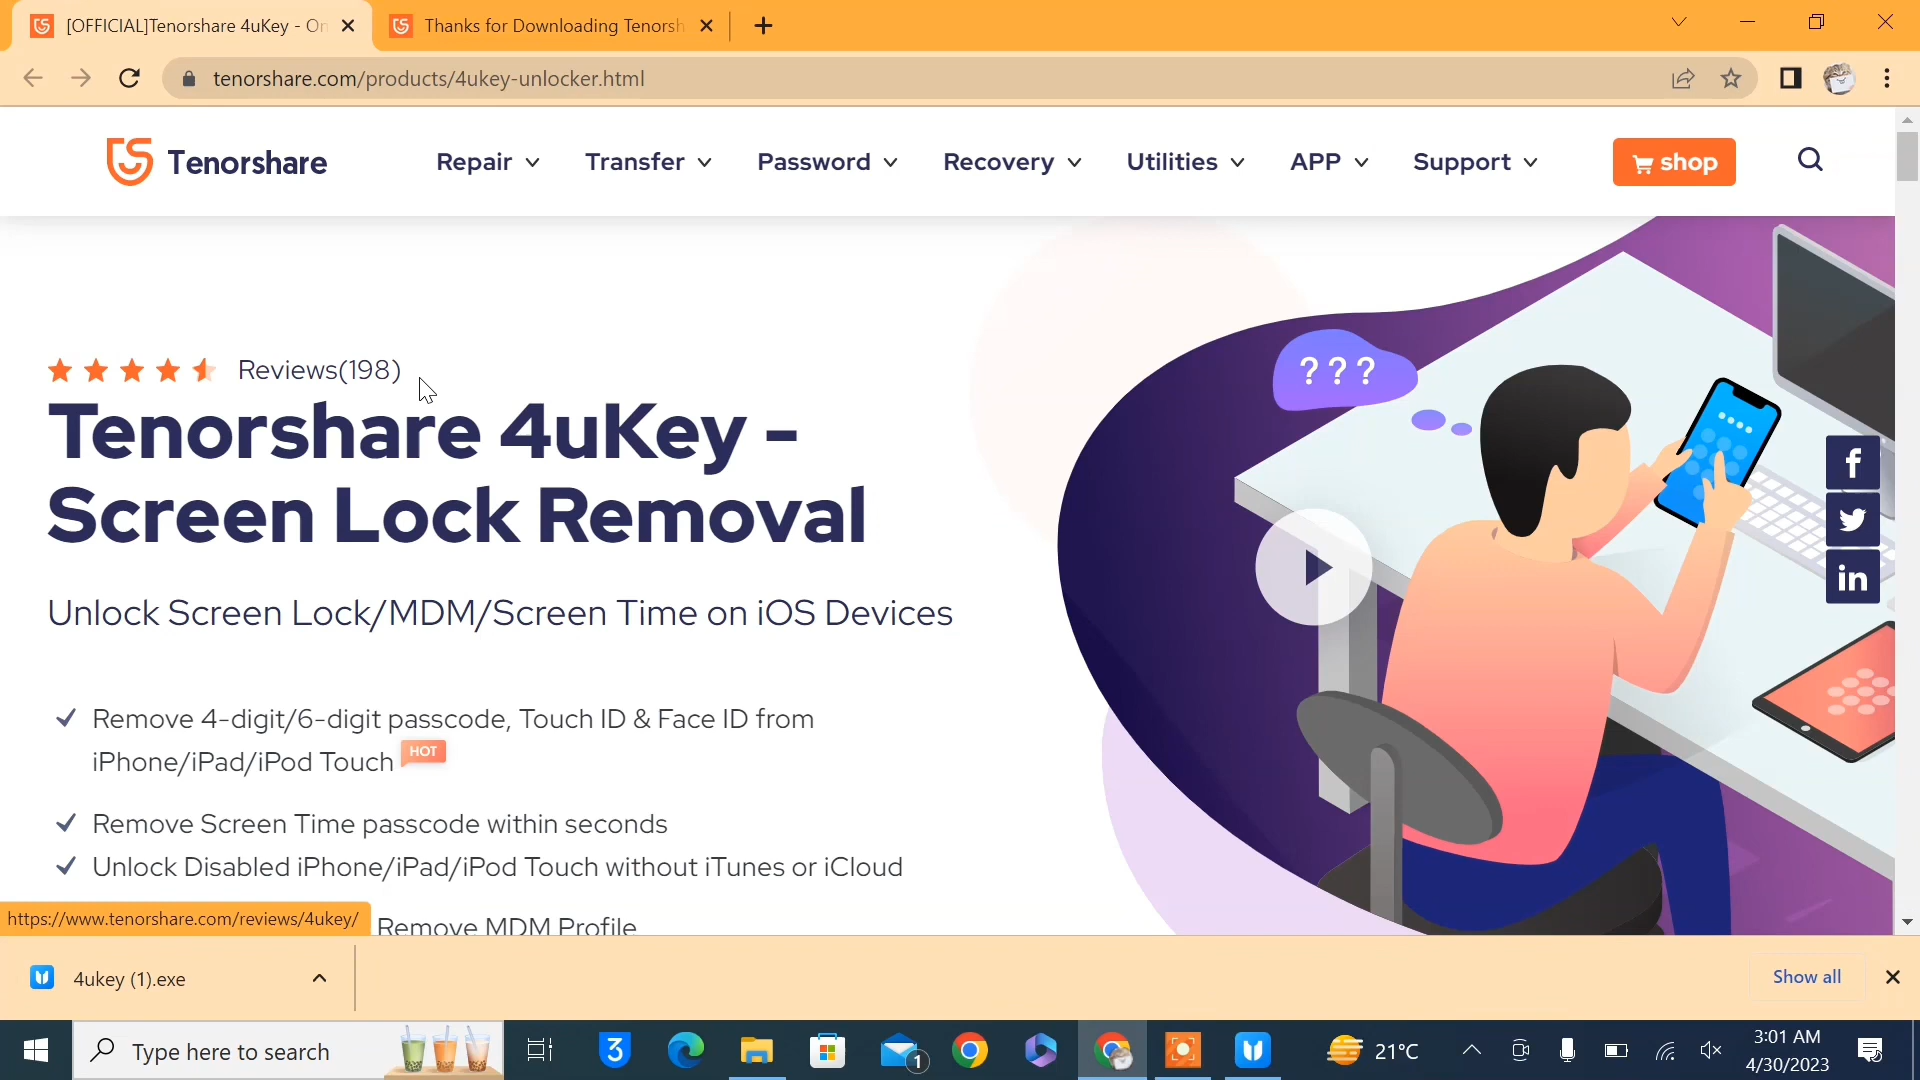 [OFFICIAL]Tenorshare 4uKey - On
Thanks for Downloading Tenorsh
tenorshare.com/products/4ukey-unlocker.html
Tenorshare
Repair
Transfer
Password
Recovery
Utilities
APP
Support
shop
Reviews(198)
Tenorshare 4uKey -
Screen Lock Removal
Unlock Screen Lock/MDM/Screen Time on iOS Devices
Remove 4-digit/6-digit passcode, Touch ID & Face ID from
iPhone/iPad/iPod Touch HOT
Remove Screen Time passcode within seconds
Unlock Disabled iPhone/iPad/iPod Touch without iTunes or iCloud
Remove MDM Profile
???
https://www.tenorshare.com/reviews/4ukey/
4ukey (1).exe
Show all
Type here to search
3
1
21°C
3:01 AM
4/30/2023